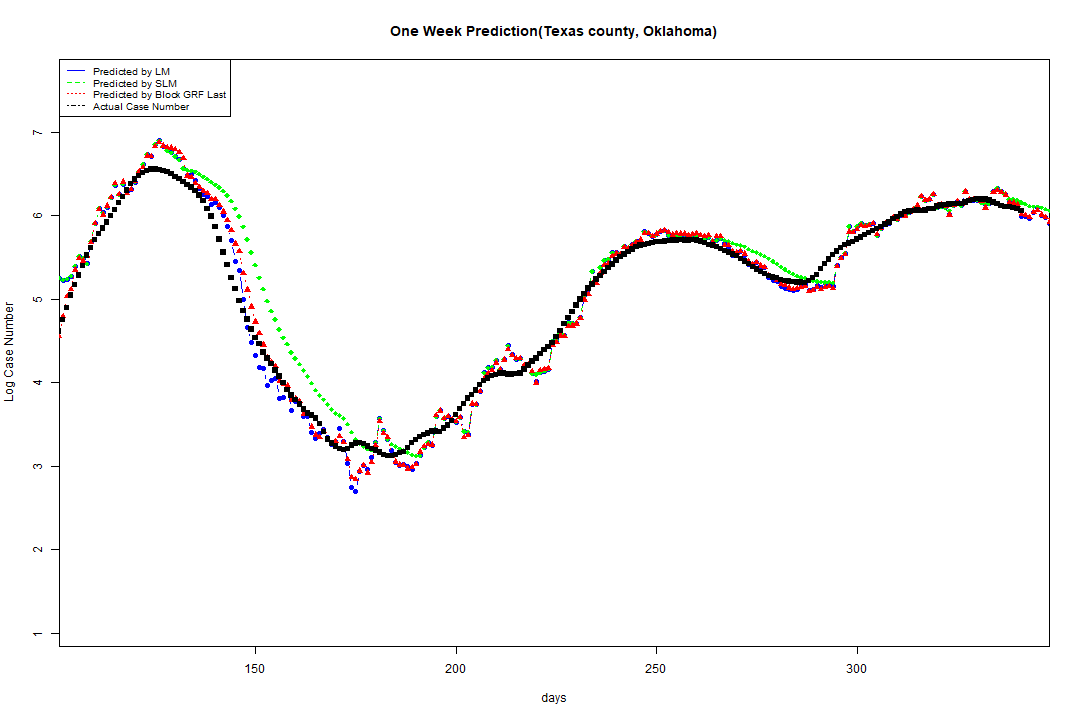 One Week Prediction(Texas county, Oklahoma)
Predicted by LM
Predicted by SLM
Predicted by Block GRF Last
Actual Case Number
7
6
5
4
3
2
1
Log Case Number
150 200 250 300
days